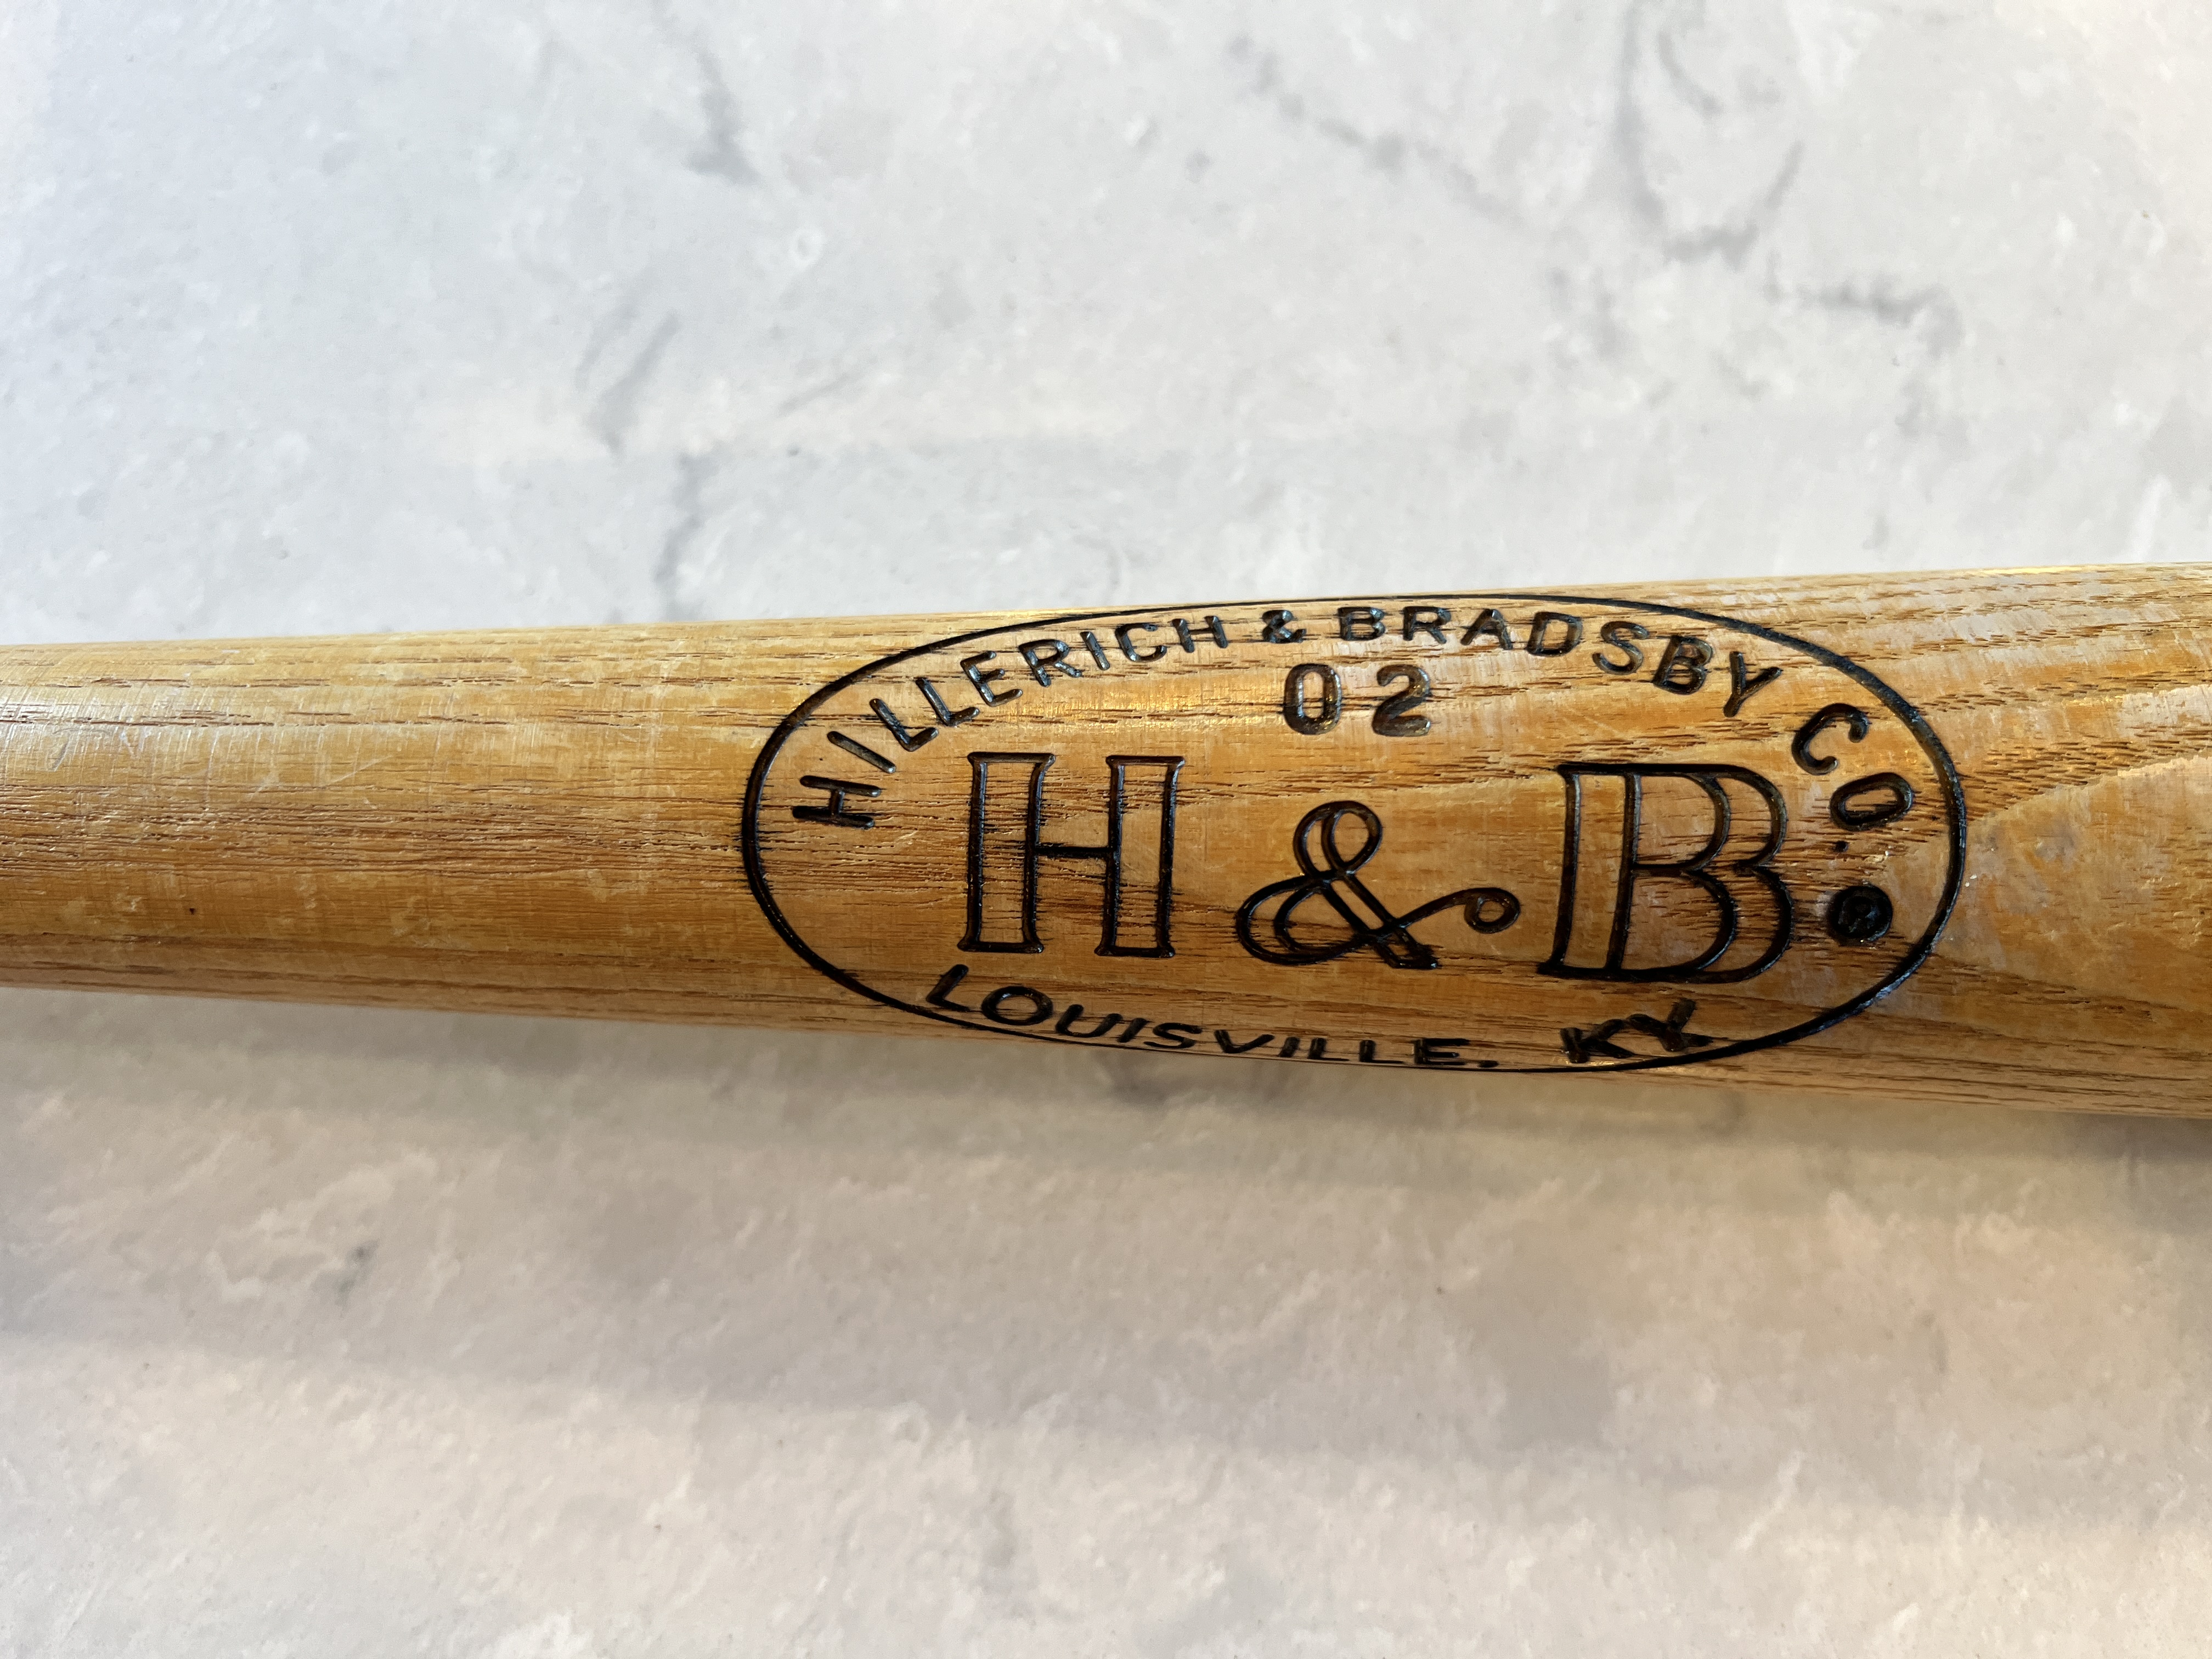 HILLERICH & BRADSBY CO.
02
H & B ®
LOUISVILLE, KY